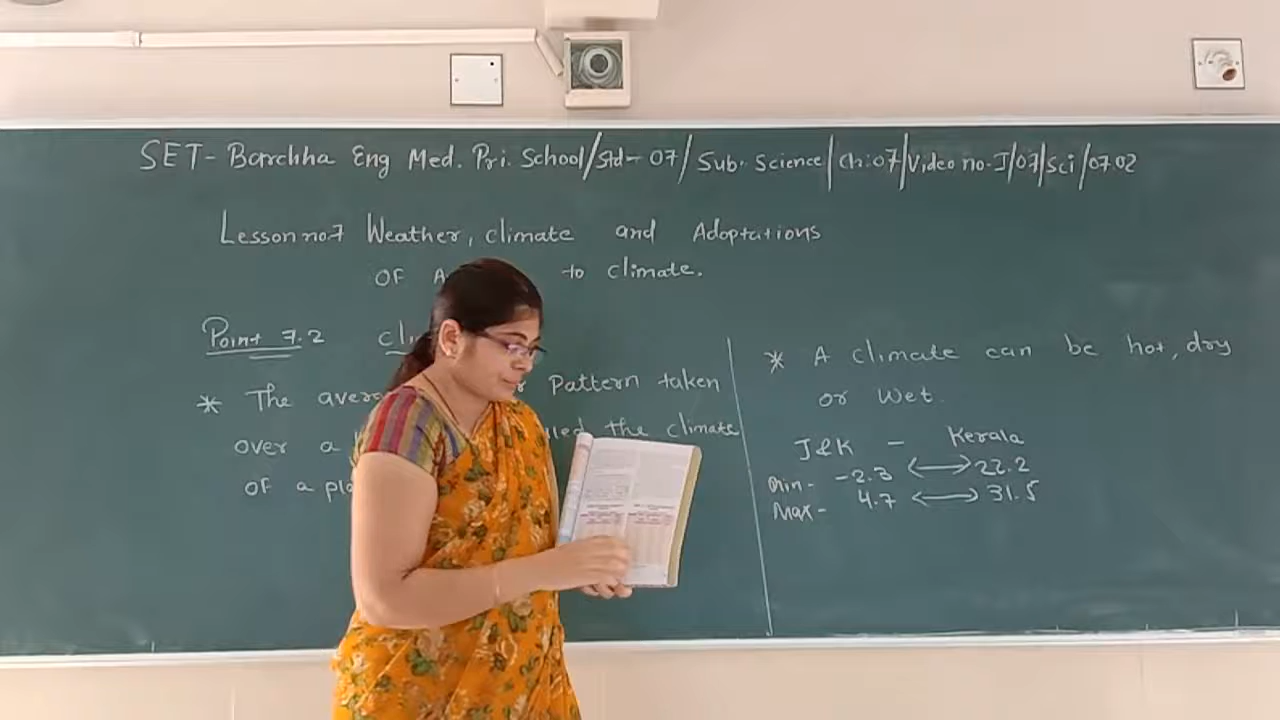 SET- Barchha Eng Med. Pri. School/Std- 07/ Sub. Science/Ch:07/Video no. I/07/Sci/07.02
Lesson no.7 Weather, climate and Adoptations
OF to climate.
Point 7.2
* The Pattern taken
over a the climate
of a
* A climate can be hot, dry
or Wet.
J&K - Kerala
Min- -2.3 ⟷ 22.2
Max- 4.7 ⟷ 31.5